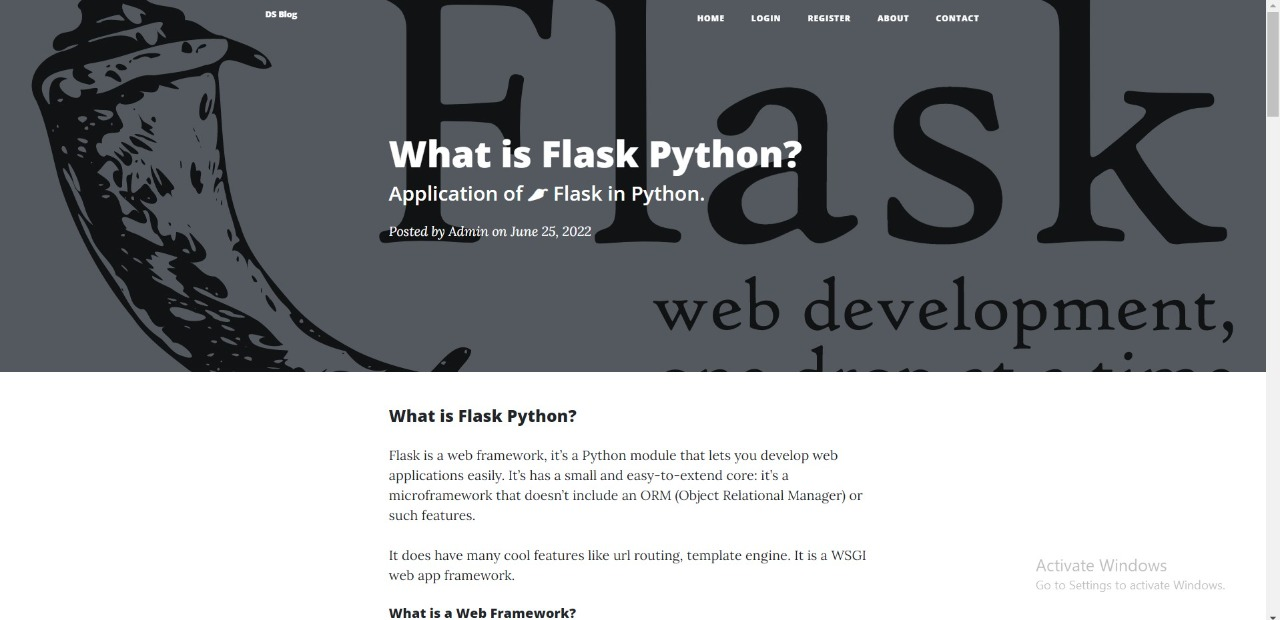 DS Blog
HOME LOGIN REGISTER ABOUT CONTACT
Flask
What is Flask Python?
Application of Flask in Python.
Posted by Admin on June 25, 2022
web development,
one drop at a time
What is Flask Python?
Flask is a web framework, it’s a Python module that lets you develop web
applications easily. It’s has a small and easy-to-extend core: it’s a
microframework that doesn’t include an ORM (Object Relational Manager) or
such features.
It does have many cool features like url routing, template engine. It is a WSGI
web app framework.
Activate Windows
Go to Settings to activate Windows.
What is a Web Framework?